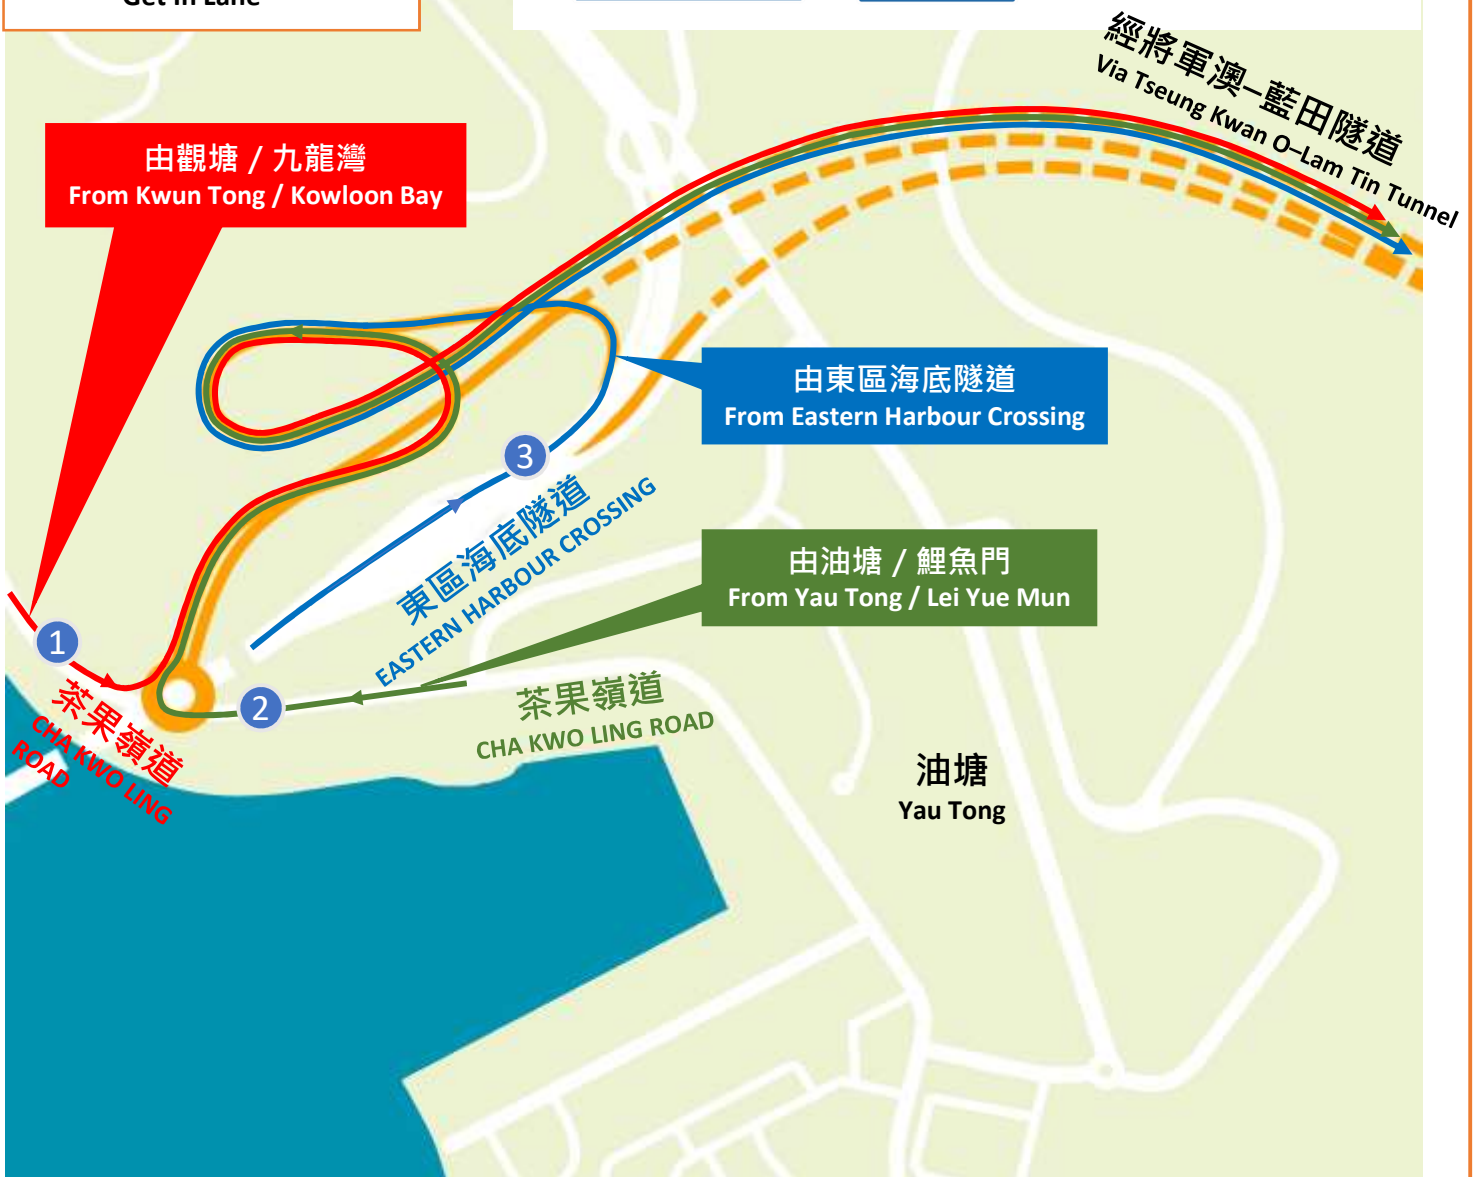 Get In Lane
經將軍澳–藍田隧道
Via Tseung Kwan O–Lam Tin Tunnel
由觀塘 / 九龍灣
From Kwun Tong / Kowloon Bay
由東區海底隧道
From Eastern Harbour Crossing
3
東區海底隧道
EASTERN HARBOUR CROSSING
由油塘 / 鯉魚門
From Yau Tong / Lei Yue Mun
1
2
茶果嶺道
CHA KWO LING
ROAD
茶果嶺道
CHA KWO LING ROAD
油塘
Yau Tong